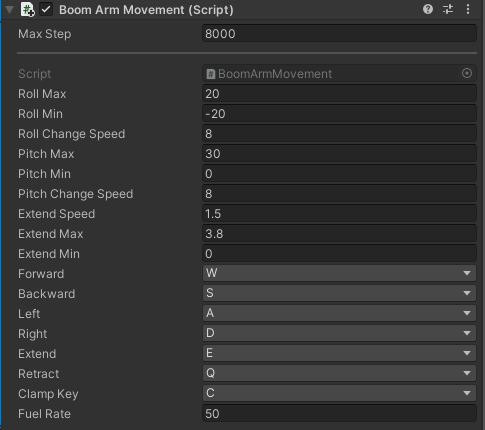 Boom Arm Movement (Script)
Max Step 8000
Script BoomArmMovement
Roll Max 20
Roll Min -20
Roll Change Speed 8
Pitch Max 30
Pitch Min 0
Pitch Change Speed 8
Extend Speed 1.5
Extend Max 3.8
Extend Min 0
Forward W
Backward S
Left A
Right D
Extend E
Retract Q
Clamp Key C
Fuel Rate 50